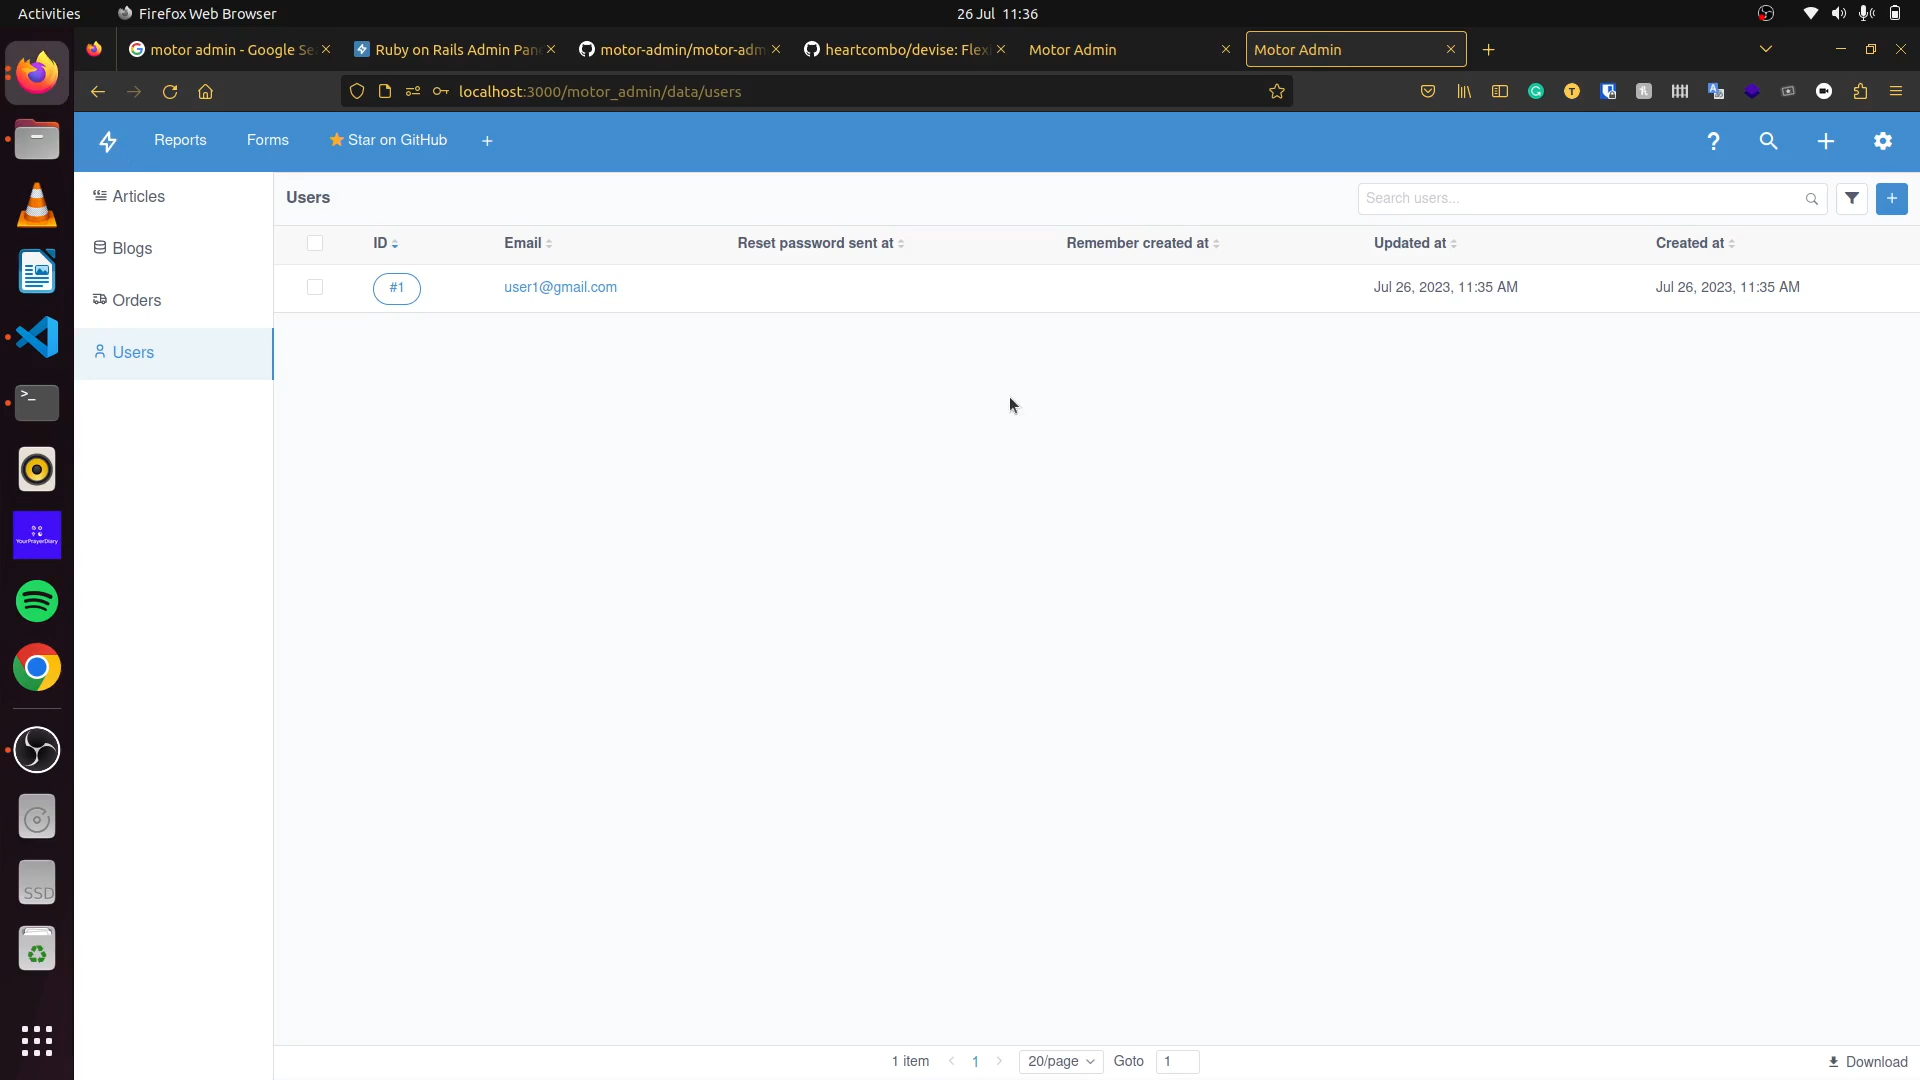 Activities
Firefox Web Browser
26 Jul 11:36
motor admin - Google Se
Ruby on Rails Admin Pan
motor-admin/motor-adm
heartcombo/devise: Flexi
Motor Admin
Motor Admin
localhost:3000/motor_admin/data/users
Reports
Forms
Star on GitHub
Articles
Blogs
Orders
Users
Users
Search users...
ID
Email
Reset password sent at
Remember created at
Updated at
Created at
#1
user1@gmail.com
Jul 26, 2023, 11:35 AM
Jul 26, 2023, 11:35 AM
YourPrayerDiary
SSD
1 item
1
20/page
Goto
1
Download